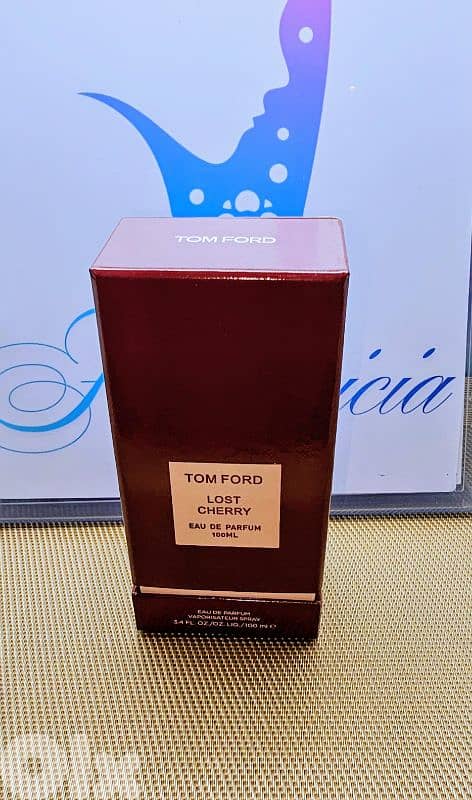 TOM FORD
TOM FORD
LOST
CHERRY
EAU DE PARFUM
100ML
EAU DE PARFUM
VAPORISATEUR SPRAY
3.4 FL. OZ./OZ. LIQ./100 ml ℮
olx